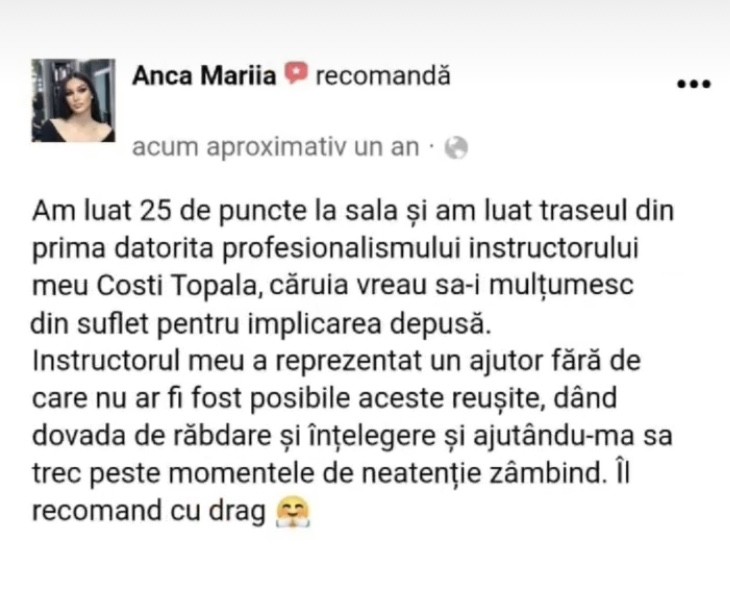 Anca Mariia recomandă
acum aproximativ un an ·
Am luat 25 de puncte la sala și am luat traseul din
prima datorita profesionalismului instructorului
meu Costi Topala, căruia vreau sa-i mulțumesc
din suflet pentru implicarea depusă.
Instructorul meu a reprezentat un ajutor fără de
care nu ar fi fost posibile aceste reușite, dând
dovada de răbdare și înțelegere și ajutându-ma sa
trec peste momentele de neatenție zâmbind. Îl
recomand cu drag 🤗